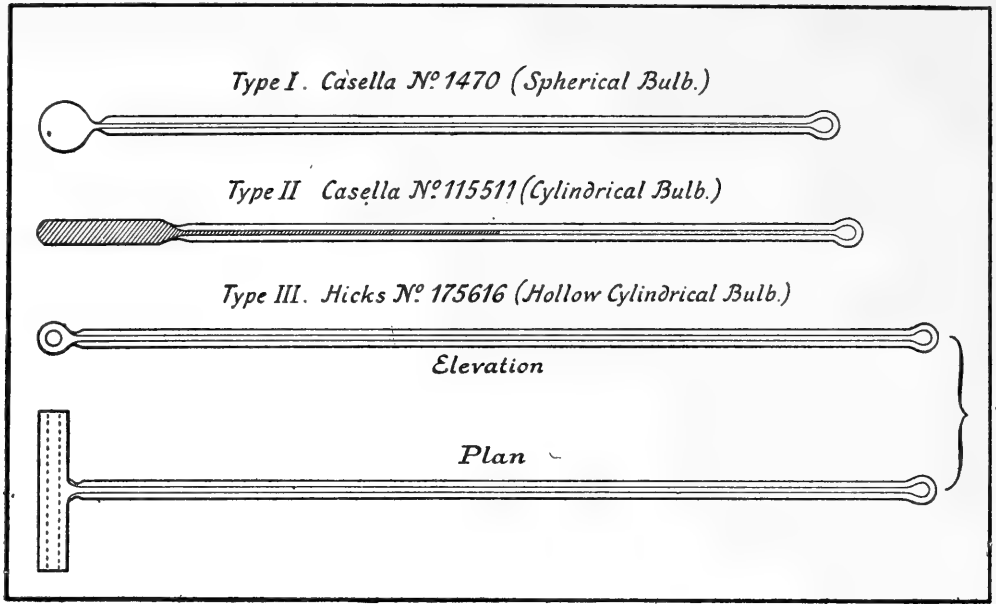 Type I. Casella Nº 1470 (Spherical Bulb.)
Type II Casella Nº 115511 (Cylindrical Bulb.)
Type III. Hicks Nº 175616 (Hollow Cylindrical Bulb.)
Elevation
Plan